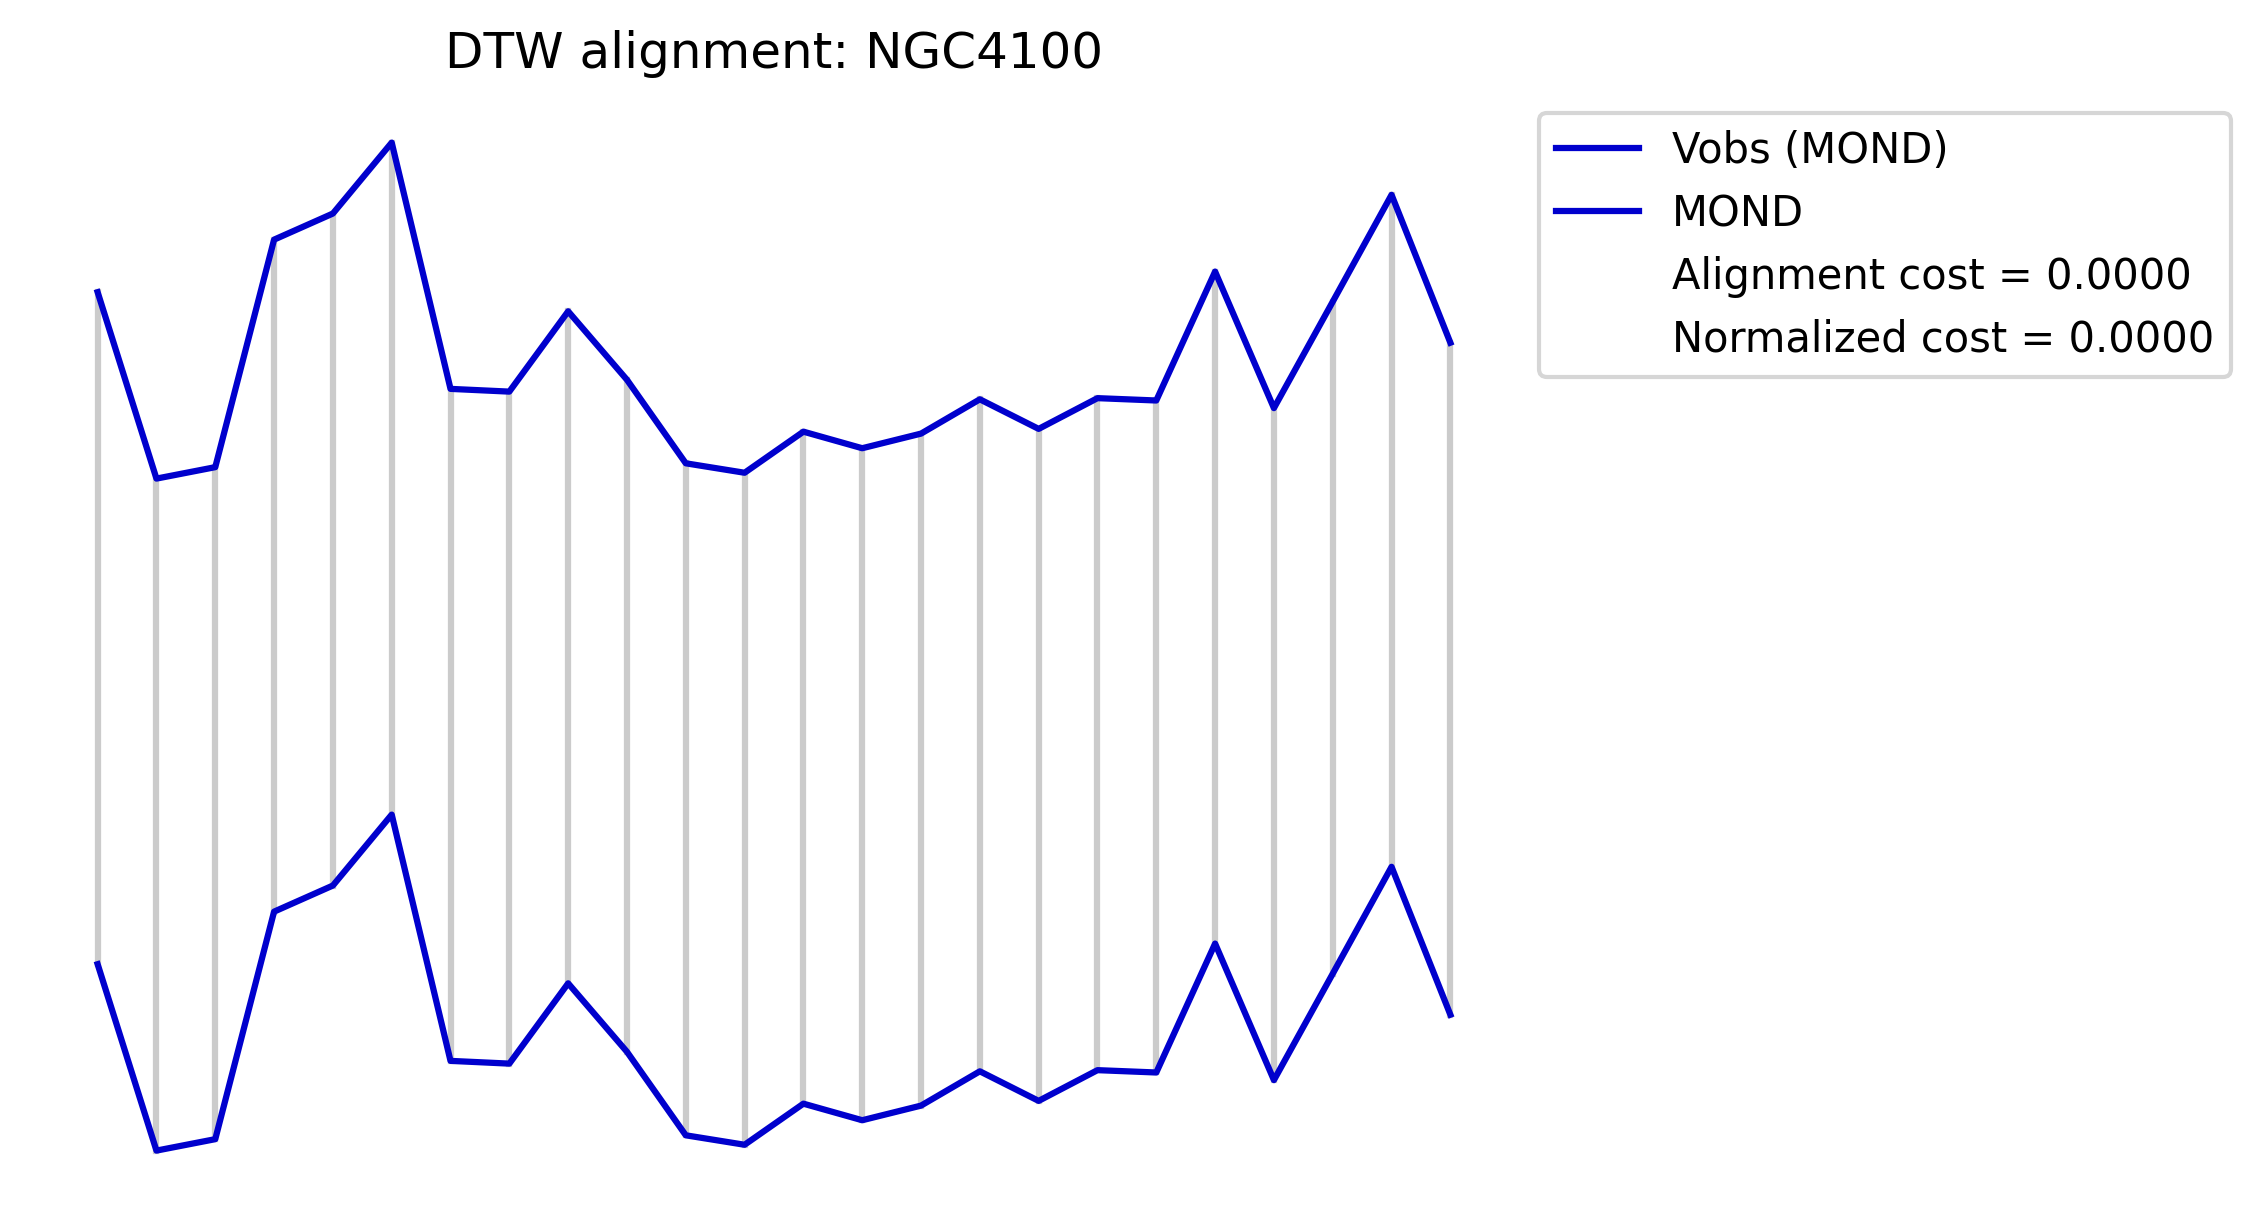 DTW alignment: NGC4100
Vobs (MOND)
MOND
Alignment cost = 0.0000
Normalized cost = 0.0000